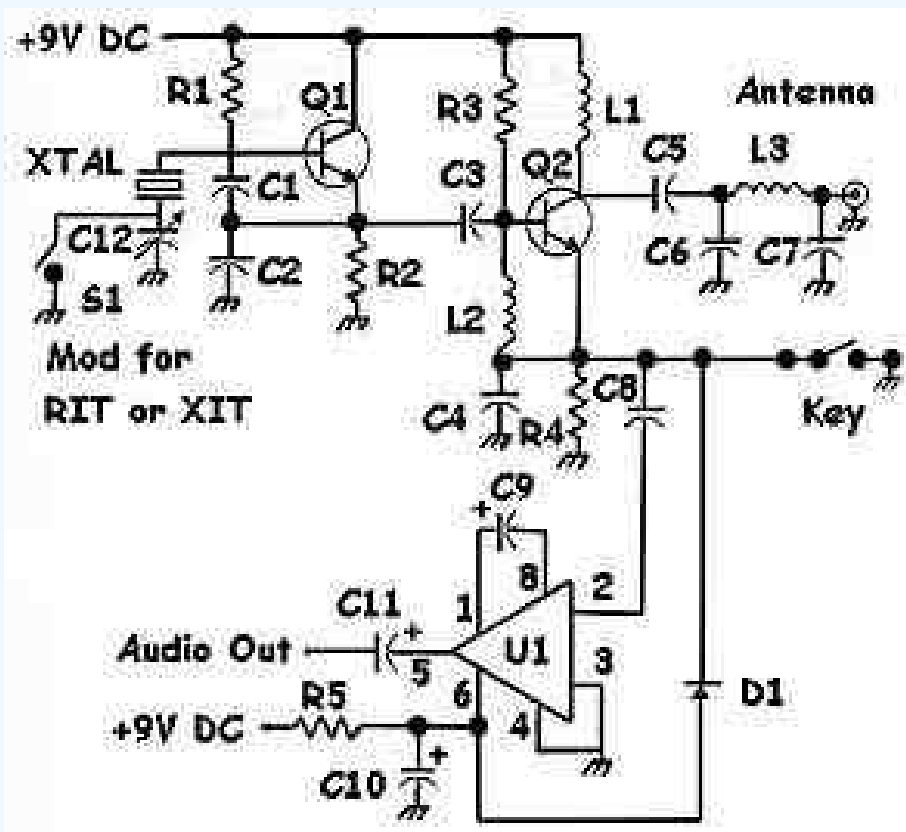 +9V DC
R1
Q1
R3
L1
Antenna
XTAL
C1
C3
Q2
C5
L3
C12
C2
R2
C6
C7
S1
L2
Mod for
RIT or XIT
C4
R4
C8
Key
C9
+
8
1
2
C11
+
Audio Out
5
U1
3
R5
6
4
D1
+9V DC
+
C10